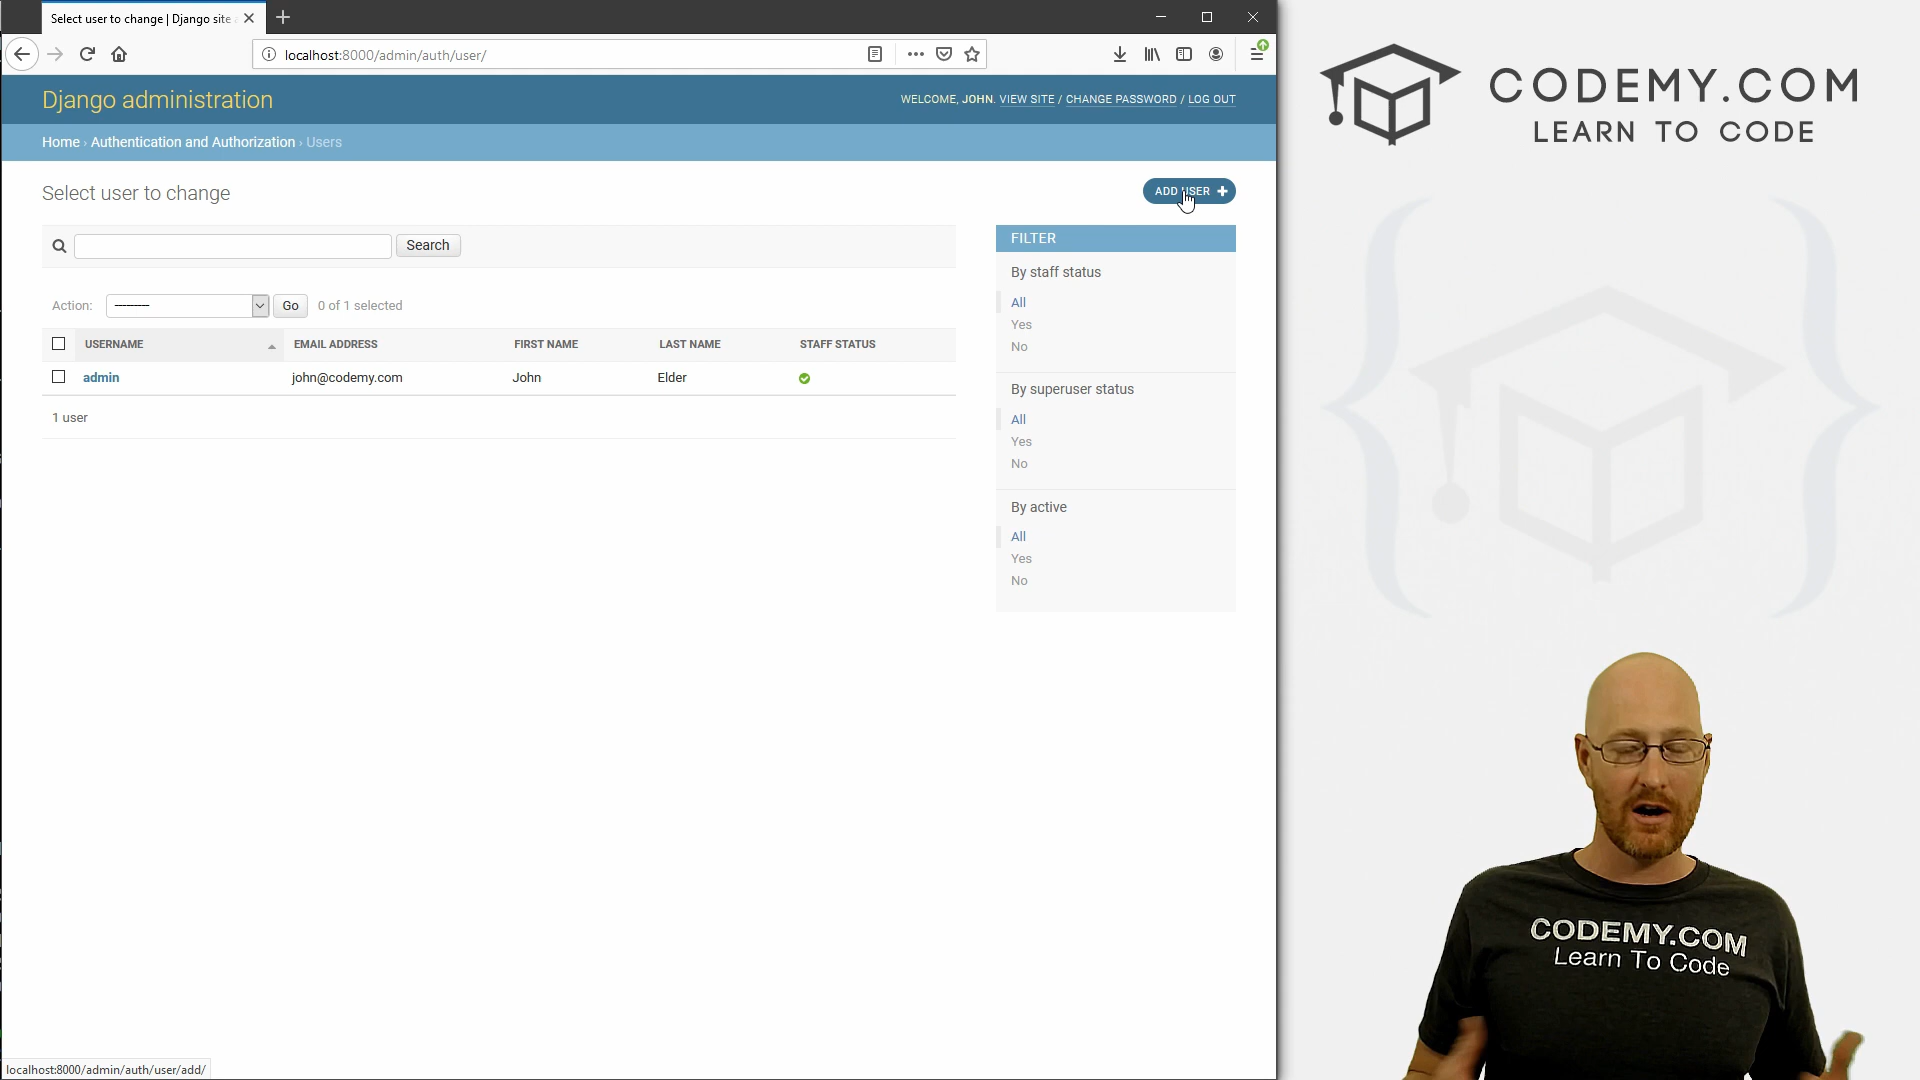 Select user to change | Django site
localhost:8000/admin/auth/user/
Django administration
WELCOME, JOHN. VIEW SITE / CHANGE PASSWORD / LOG OUT
Home › Authentication and Authorization › Users
Select user to change
ADD USER +
Search
Action: --------- Go 0 of 1 selected
USERNAME EMAIL ADDRESS FIRST NAME LAST NAME STAFF STATUS
admin john@codemy.com John Elder
1 user
FILTER
By staff status
All
Yes
No
By superuser status
All
Yes
No
By active
All
Yes
No
localhost:8000/admin/auth/user/add/
CODEMY.COM
LEARN TO CODE
CODEMY.COM
Learn To Code